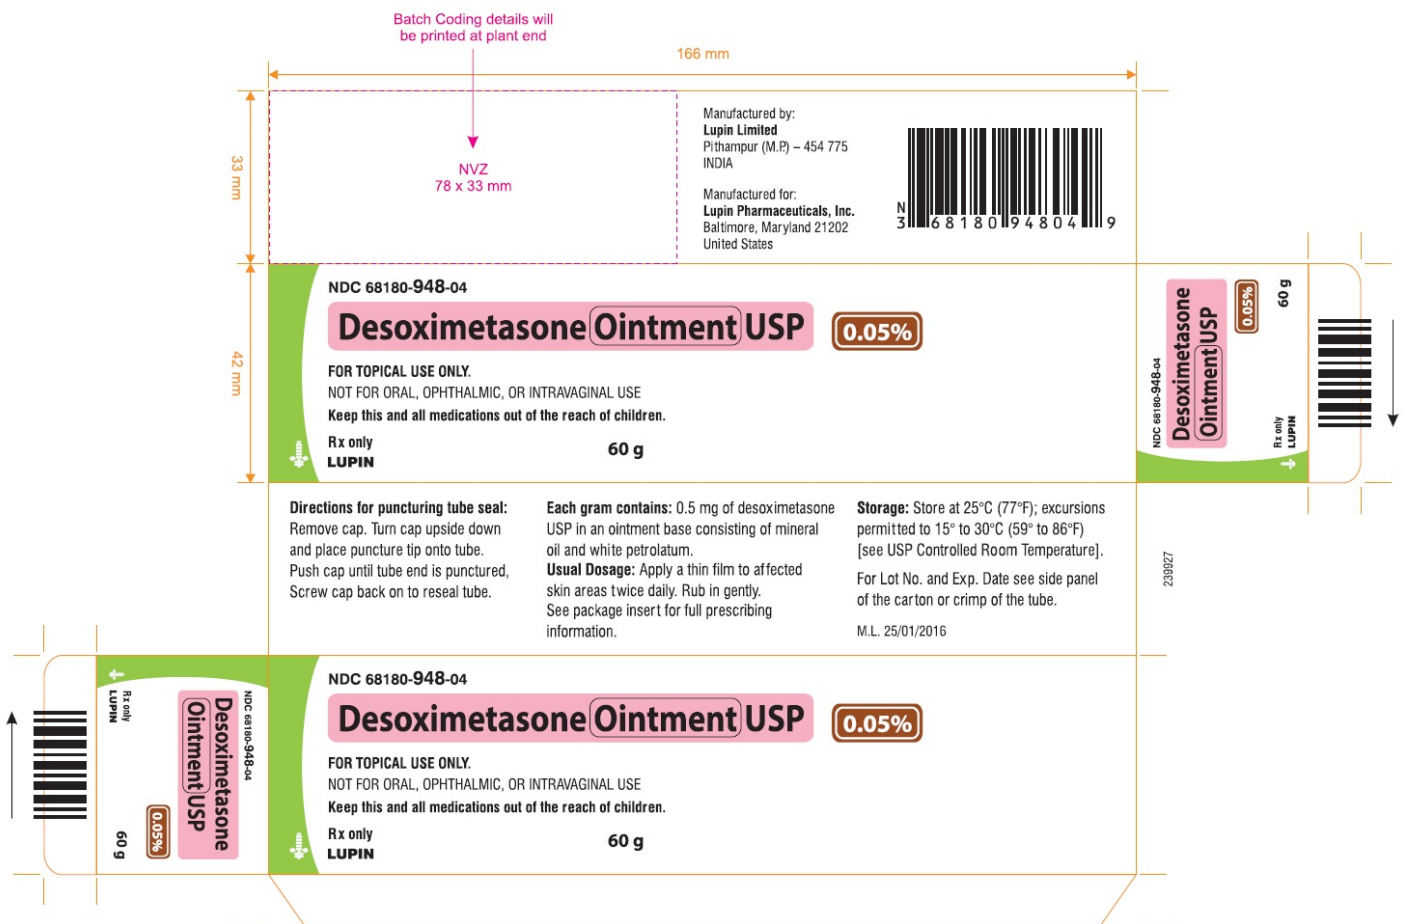 Batch Coding details will
be printed at plant end
166 mm
33 mm
NVZ
78 x 33 mm
Manufactured by:
Lupin Limited
Pithampur (M.P.) – 454 775
INDIA
Manufactured for:
Lupin Pharmaceuticals, Inc.
Baltimore, Maryland 21202
United States
N
3 68180 94804 9
42 mm
NDC 68180-948-04
Desoximetasone Ointment USP 0.05%
FOR TOPICAL USE ONLY.
NOT FOR ORAL, OPHTHALMIC, OR INTRAVAGINAL USE
Keep this and all medications out of the reach of children.
Rx only
LUPIN
60 g
NDC 68180-948-04
Desoximetasone
Ointment USP
0.05%
60 g
Rx only
LUPIN
Directions for puncturing tube seal:
Remove cap. Turn cap upside down
and place puncture tip onto tube.
Push cap until tube end is punctured,
Screw cap back on to reseal tube.
Each gram contains: 0.5 mg of desoximetasone
USP in an ointment base consisting of mineral
oil and white petrolatum.
Usual Dosage: Apply a thin film to affected
skin areas twice daily. Rub in gently.
See package insert for full prescribing
information.
Storage: Store at 25°C (77°F); excursions
permitted to 15° to 30°C (59° to 86°F)
[see USP Controlled Room Temperature].
For Lot No. and Exp. Date see side panel
of the carton or crimp of the tube.
M.L. 25/01/2016
239927
NDC 68180-948-04
Desoximetasone
Ointment USP
0.05%
60 g
Rx only
LUPIN
NDC 68180-948-04
Desoximetasone Ointment USP 0.05%
FOR TOPICAL USE ONLY.
NOT FOR ORAL, OPHTHALMIC, OR INTRAVAGINAL USE
Keep this and all medications out of the reach of children.
Rx only
LUPIN
60 g